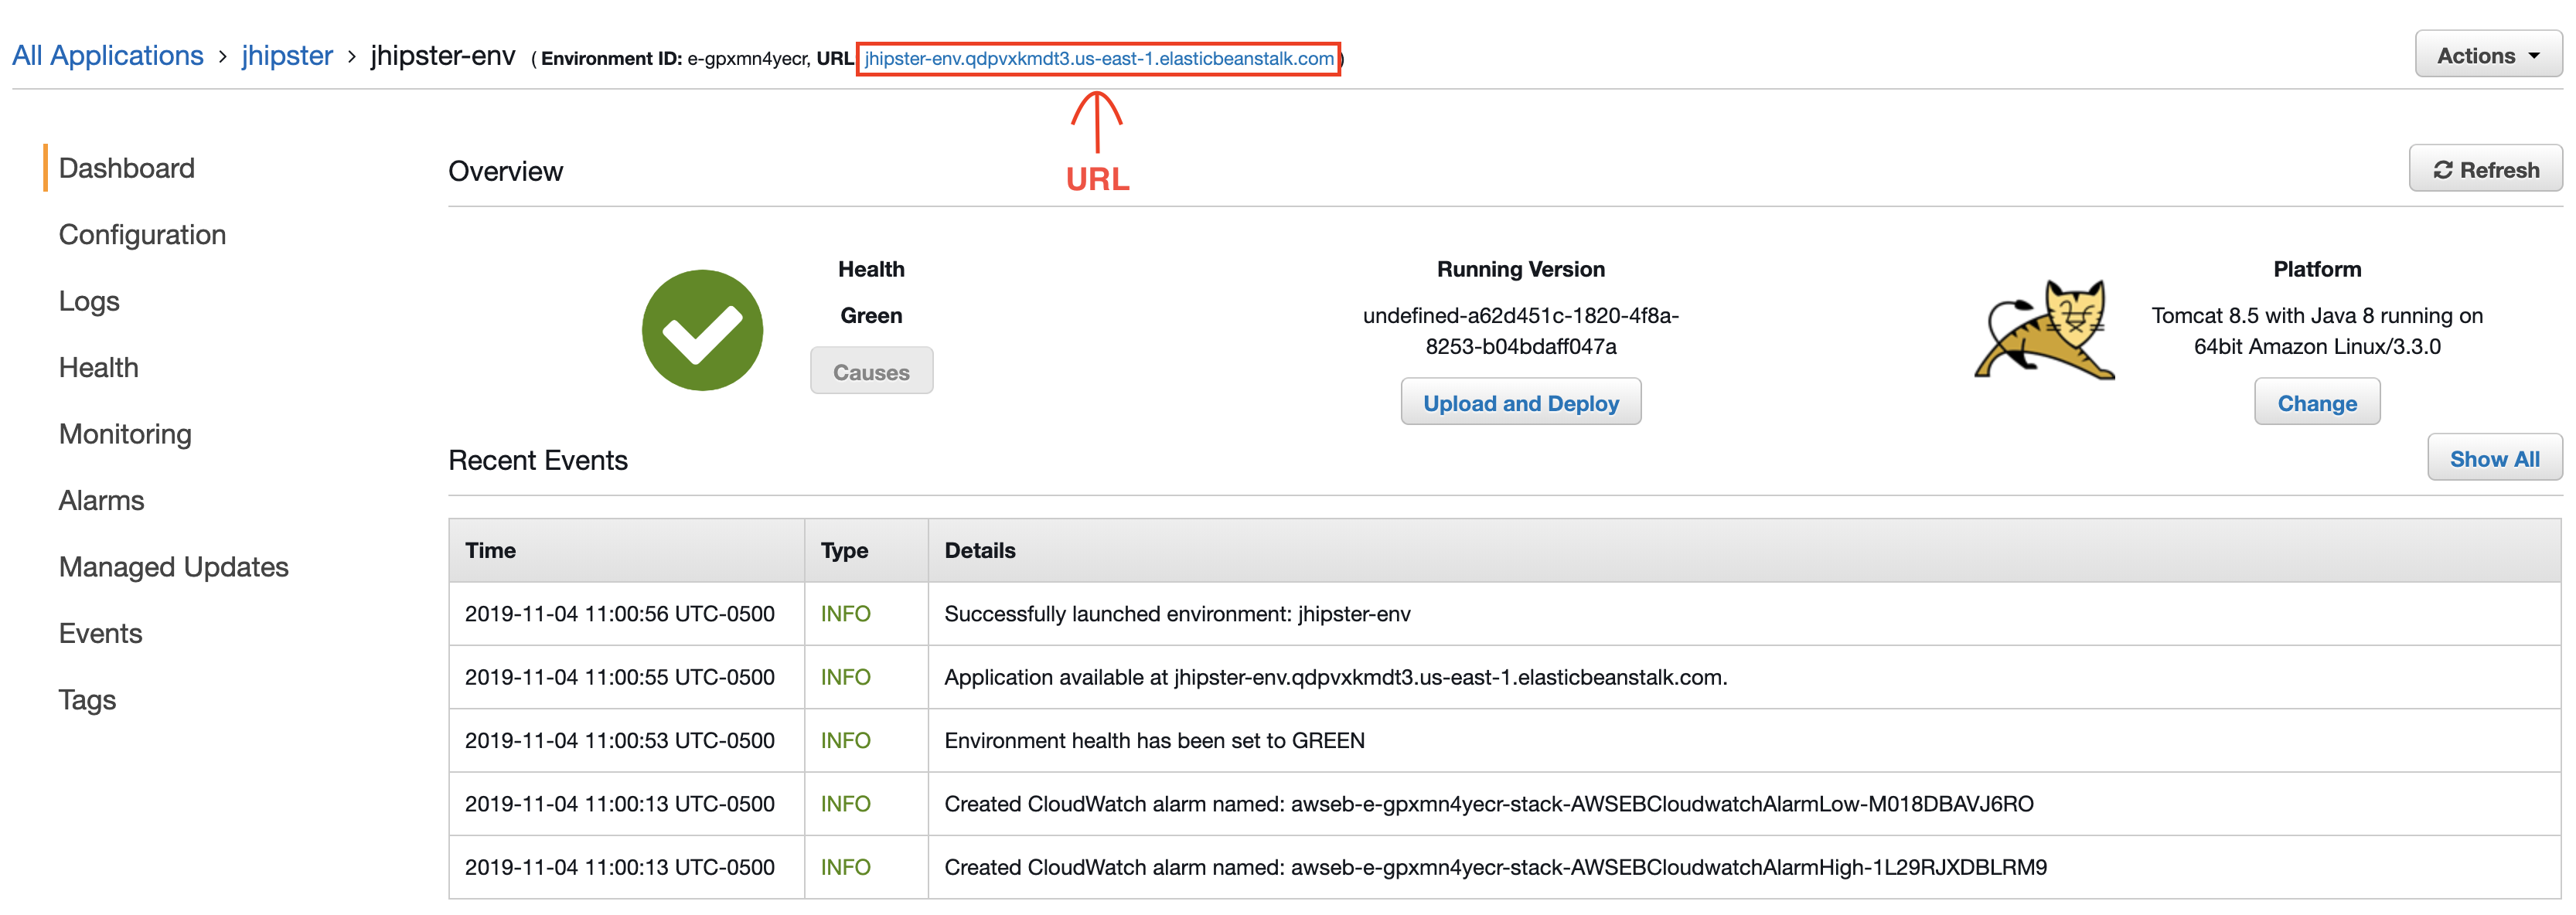 All Applications > jhipster > jhipster-env ( Environment ID: e-gpxmn4yecr, URL jhipster-env.qdpvxkmdt3.us-east-1.elasticbeanstalk.com )
Actions
URL
Dashboard
Configuration
Logs
Health
Monitoring
Alarms
Managed Updates
Events
Tags
Overview
Refresh
Health
Green
Causes
Running Version
undefined-a62d451c-1820-4f8a-
8253-b04bdaff047a
Upload and Deploy
Platform
Tomcat 8.5 with Java 8 running on
64bit Amazon Linux/3.3.0
Change
Recent Events
Show All
Time Type Details
2019-11-04 11:00:56 UTC-0500 INFO Successfully launched environment: jhipster-env
2019-11-04 11:00:55 UTC-0500 INFO Application available at jhipster-env.qdpvxkmdt3.us-east-1.elasticbeanstalk.com.
2019-11-04 11:00:53 UTC-0500 INFO Environment health has been set to GREEN
2019-11-04 11:00:13 UTC-0500 INFO Created CloudWatch alarm named: awseb-e-gpxmn4yecr-stack-AWSEBCloudwatchAlarmLow-M018DBAVJ6RO
2019-11-04 11:00:13 UTC-0500 INFO Created CloudWatch alarm named: awseb-e-gpxmn4yecr-stack-AWSEBCloudwatchAlarmHigh-1L29RJXDBLRM9